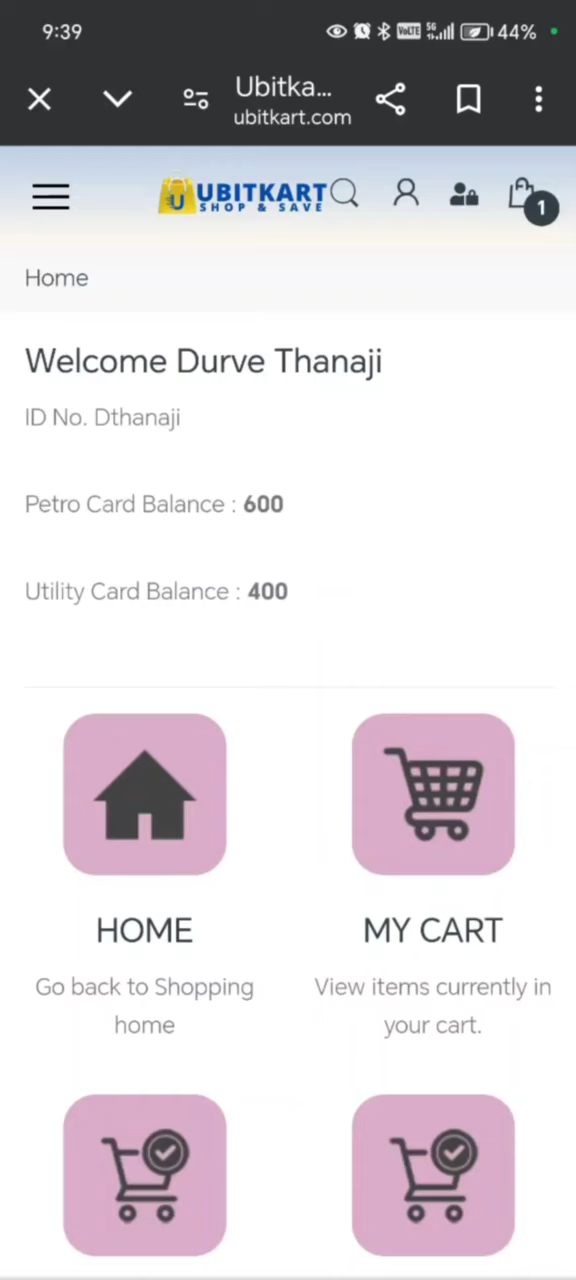 9:39
VoLTE 5G 44%
Ubitka...
ubitkart.com
U UBITKART
SHOP & SAVE
1
Home
Welcome Durve Thanaji
ID No. Dthanaji
Petro Card Balance : 600
Utility Card Balance : 400
HOME
MY CART
Go back to Shopping
home
View items currently in
your cart.